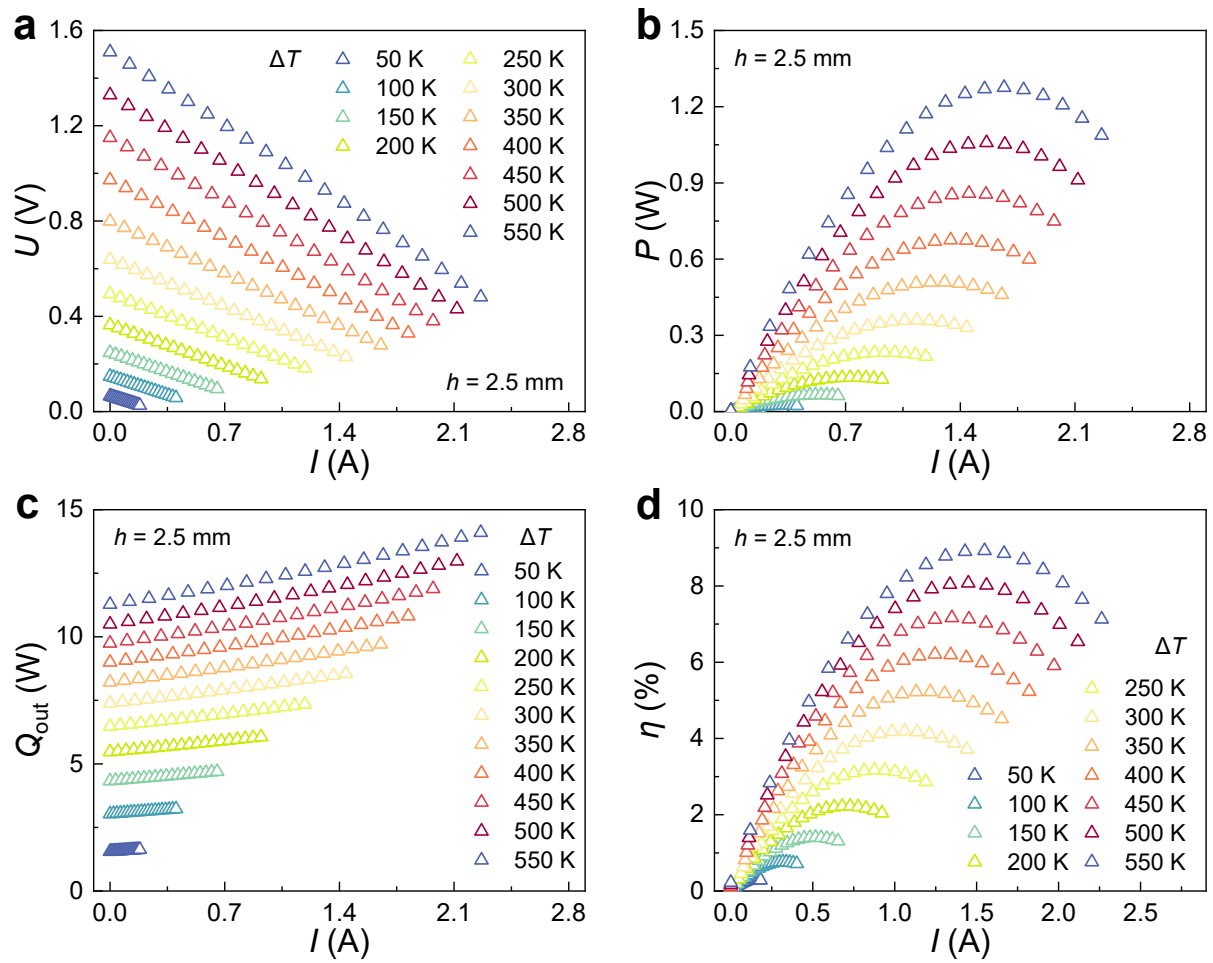 a
1.6
1.2
0.8
0.4
0.0
U (V)
0.0 0.7 1.4 2.1 2.8
I (A)
ΔT
50 K 250 K
100 K 300 K
150 K 350 K
200 K 400 K
450 K
500 K
550 K
h = 2.5 mm
b
h = 2.5 mm
1.5
1.2
0.9
0.6
0.3
0.0
P (W)
0.0 0.7 1.4 2.1 2.8
I (A)
c
h = 2.5 mm
15
10
5
0
Qout (W)
0.0 0.7 1.4 2.1 2.8
I (A)
ΔT
50 K
100 K
150 K
200 K
250 K
300 K
350 K
400 K
450 K
500 K
550 K
d
h = 2.5 mm
10
8
6
4
2
0
η (%)
0.0 0.5 1.0 1.5 2.0 2.5
I (A)
ΔT
250 K
300 K
350 K
50 K 400 K
100 K 450 K
150 K 500 K
200 K 550 K